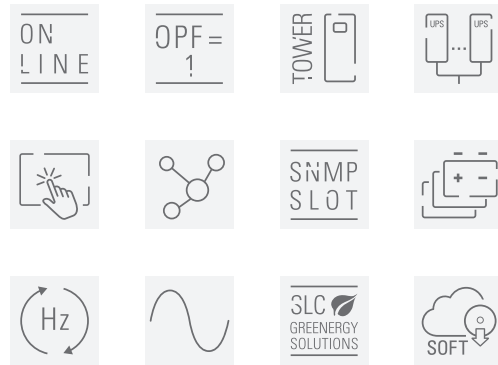 ON
LINE
OPF =
1
TOWER
UPS
UPS
...
SNMP
SLOT
+ -
Hz
SLC
GREENERGY
SOLUTIONS
SOFT